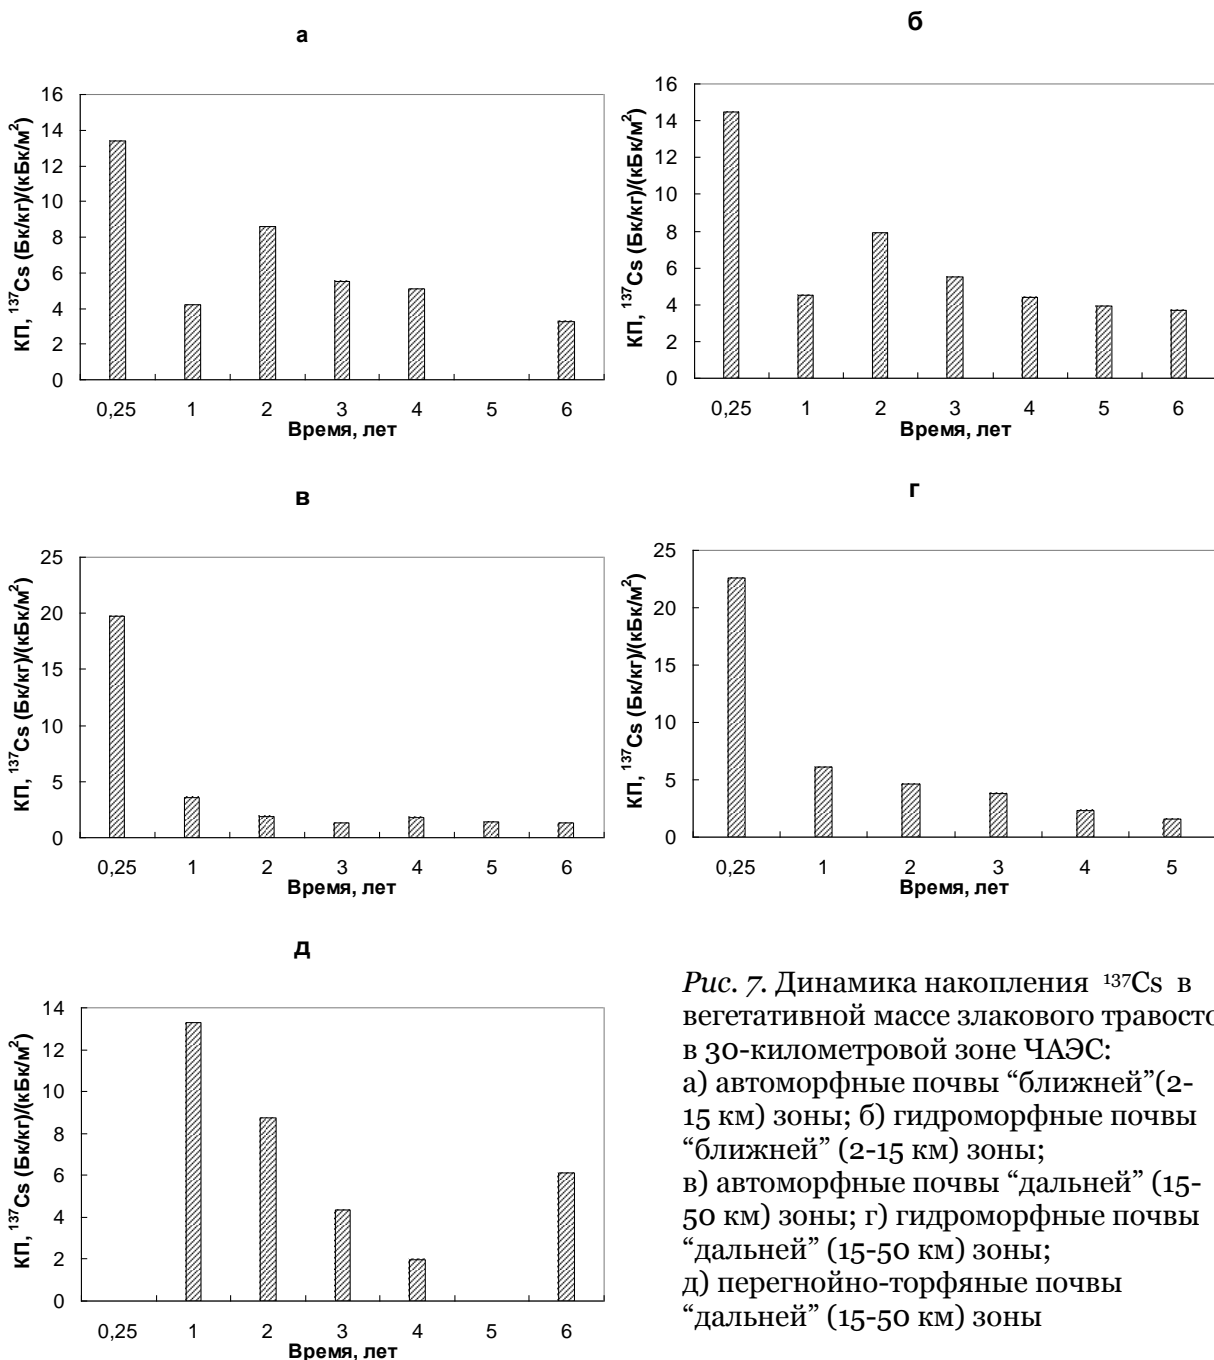 а
16
14
12
10
8
6
4
2
0
КП, ¹³⁷Cs (Бк/кг)/(кБк/м²)
0,25 1 2 3 4 5 6
Время, лет
б
16
14
12
10
8
6
4
2
0
КП, ¹³⁷Cs (Бк/кг)/(кБк/м²)
0,25 1 2 3 4 5 6
Время, лет
в
25
20
15
10
5
0
КП, ¹³⁷Cs (Бк/кг)/(кБк/м²)
0,25 1 2 3 4 5 6
Время, лет
г
25
20
15
10
5
0
КП, ¹³⁷Cs (Бк/кг)/(кБк/м²)
0,25 1 2 3 4 5
Время, лет
д
14
12
10
8
6
4
2
0
КП, ¹³⁷Cs (Бк/кг)/(кБк/м²)
0,25 1 2 3 4 5 6
Время, лет
Рис. 7. Динамика накопления ¹³⁷Cs в
вегетативной массе злакового травосто
в 30-километровой зоне ЧАЭС:
а) автоморфные почвы “ближней”(2-
15 км) зоны; б) гидроморфные почвы
“ближней” (2-15 км) зоны;
в) автоморфные почвы “дальней” (15-
50 км) зоны; г) гидроморфные почвы
“дальней” (15-50 км) зоны;
д) перегнойно-торфяные почвы
“дальней” (15-50 км) зоны